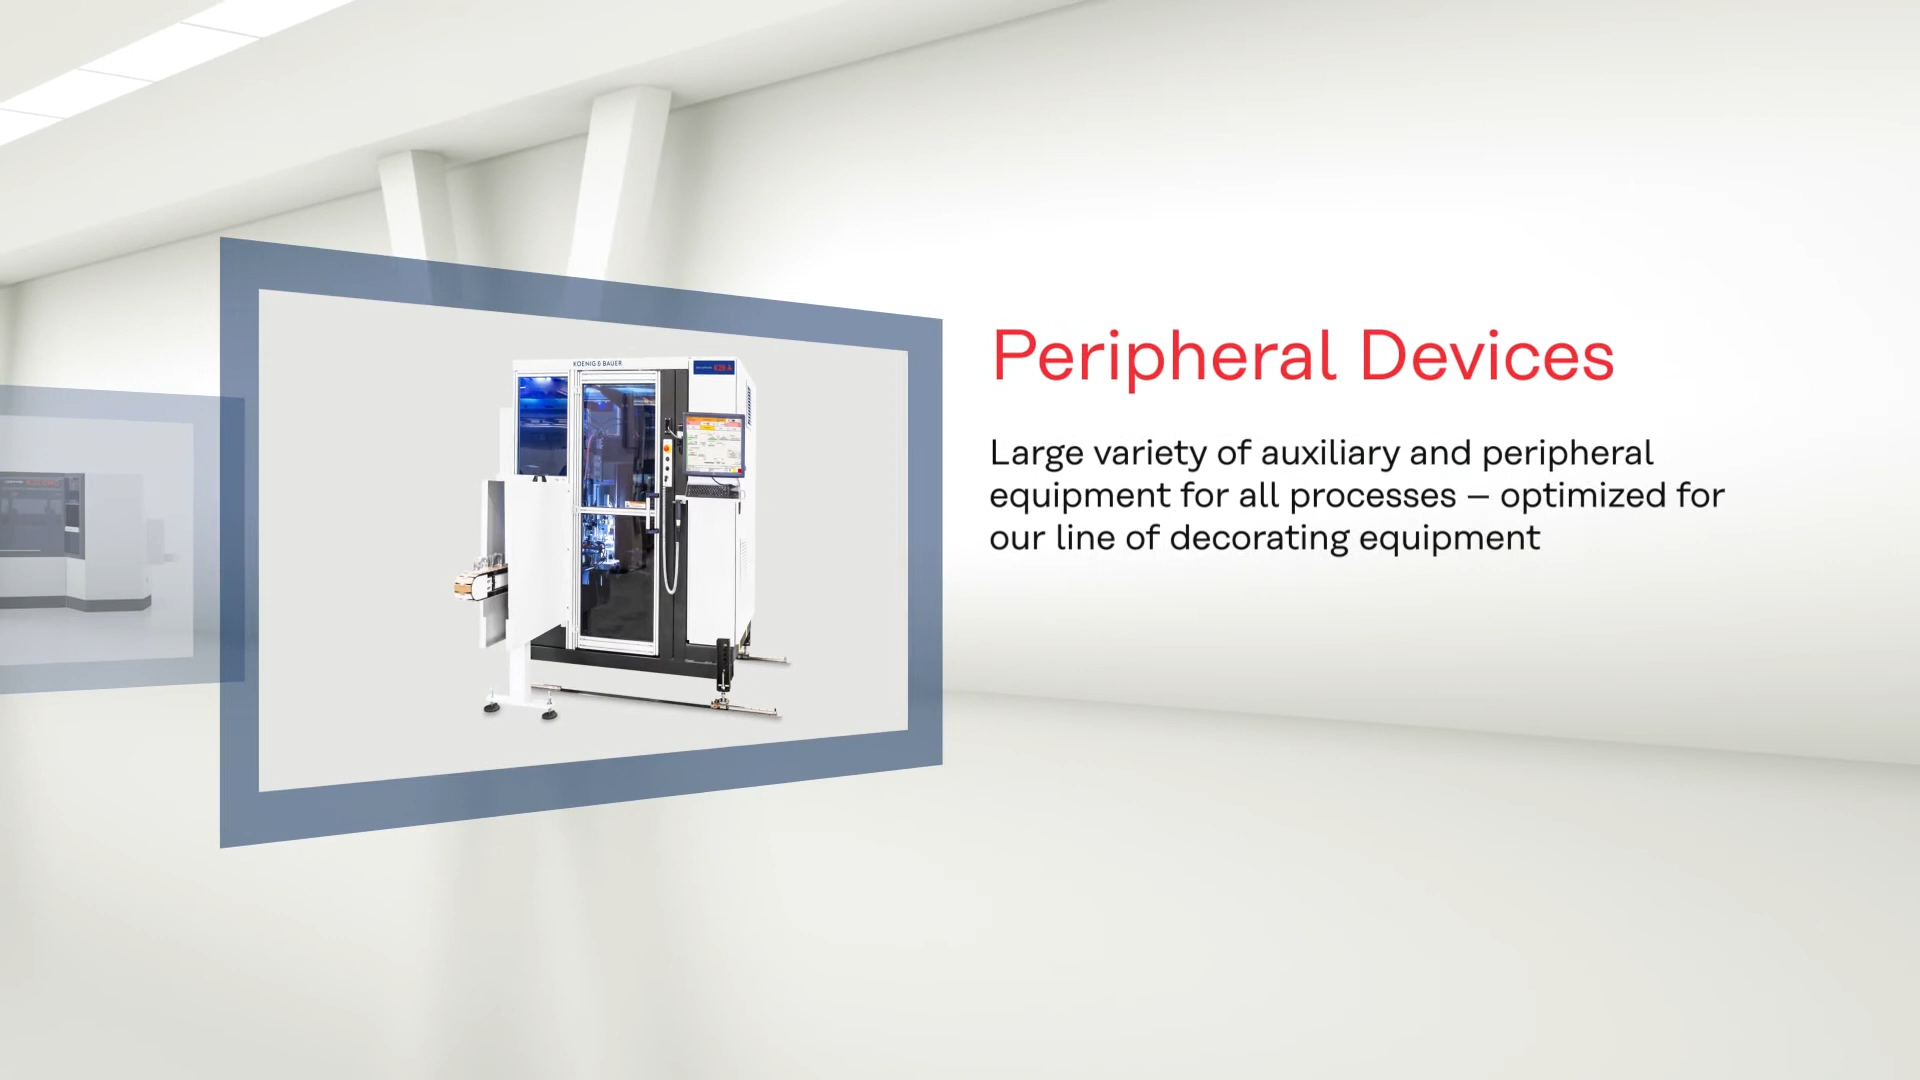 Peripheral Devices
Large variety of auxiliary and peripheral
equipment for all processes – optimized for
our line of decorating equipment
KOENIG & BAUER